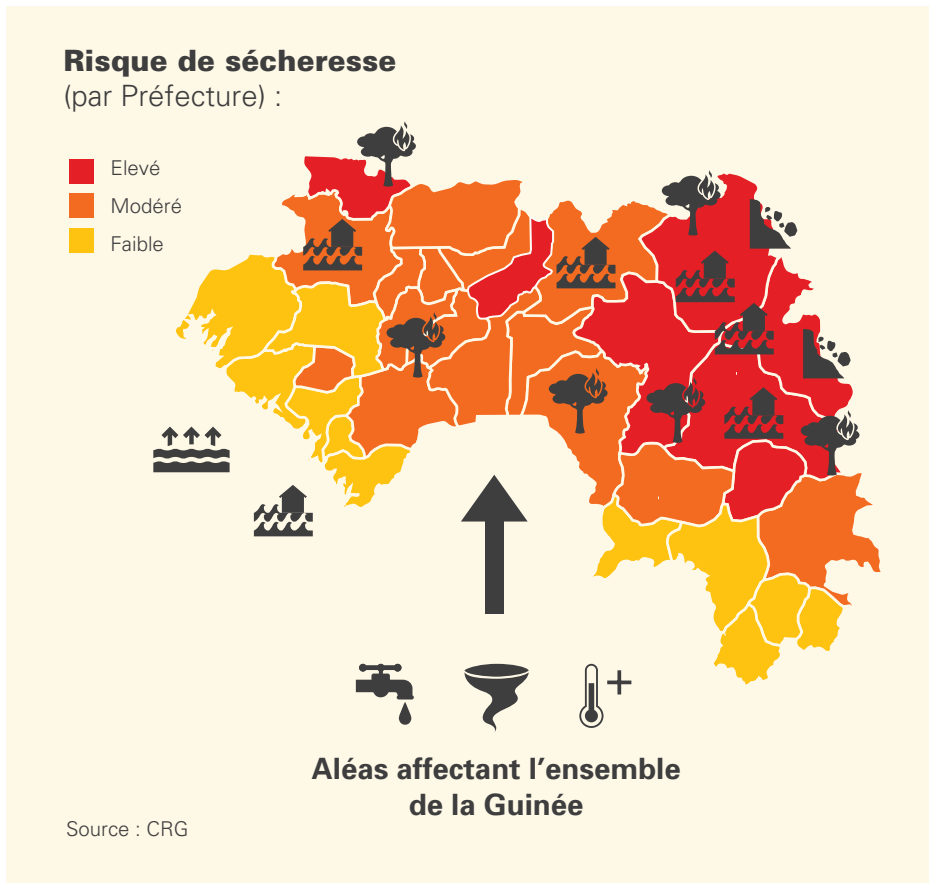 Risque de sécheresse
(par Préfecture) :
Elevé
Modéré
Faible
Aléas affectant l’ensemble
de la Guinée
Source : CRG